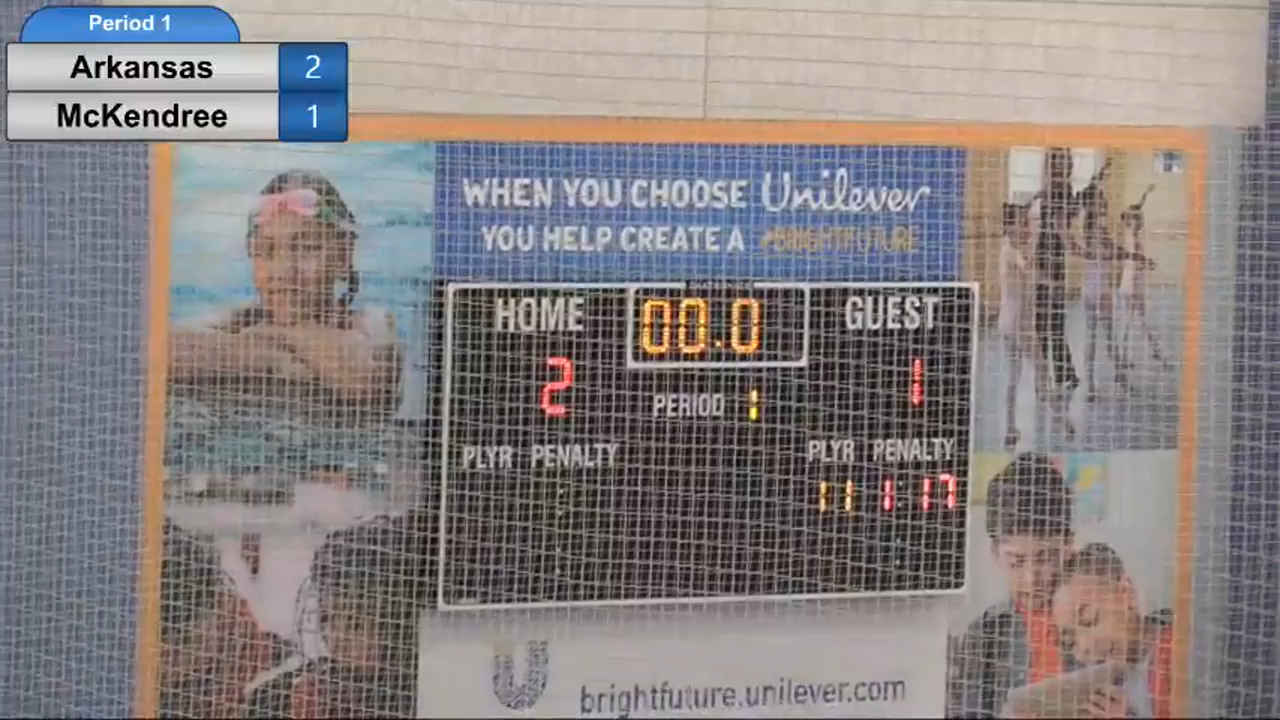 Period 1
Arkansas 2
McKendree 1
WHEN YOU CHOOSE Unilever
YOU HELP CREATE A #BRIGHTFUTURE
HOME 00.0 GUEST
2 PERIOD 1 1
PLYR PENALTY PLYR PENALTY
11 1:17
U
brightfuture.unilever.com